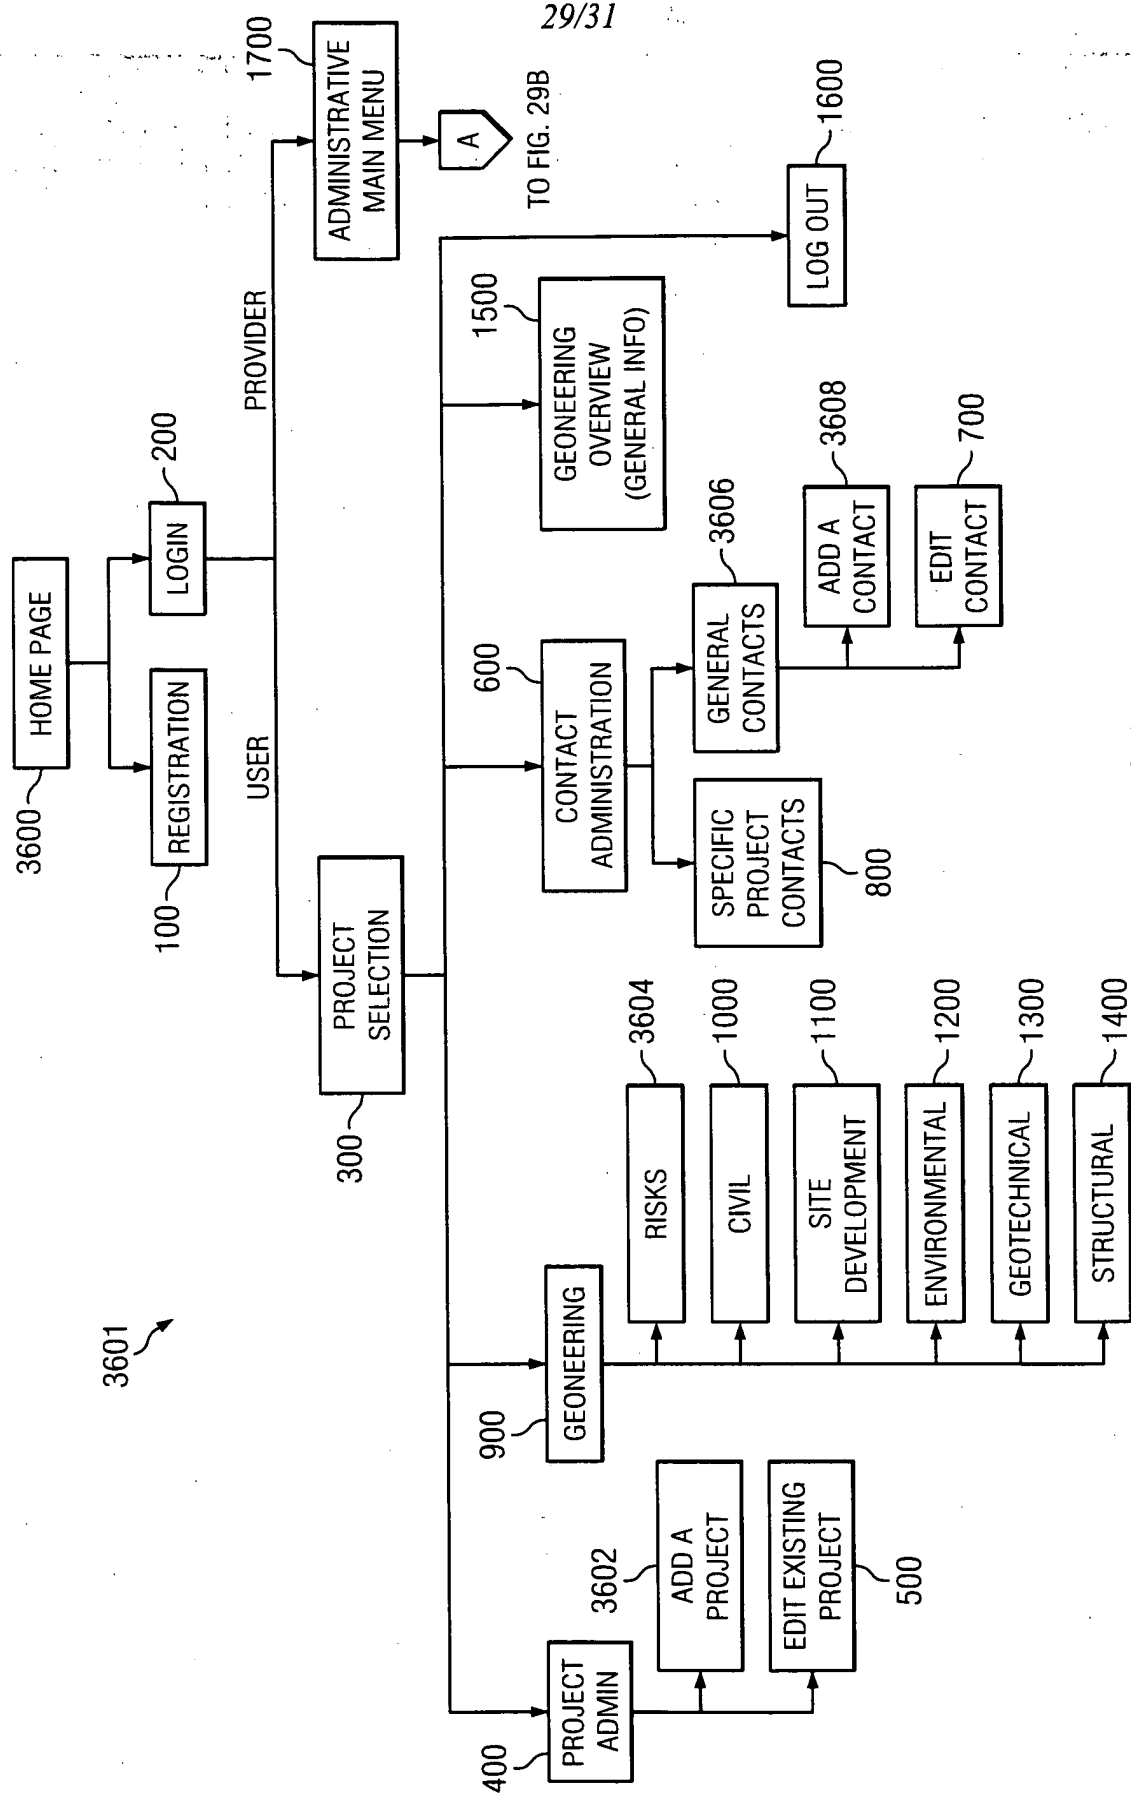 29/31
3601
3600
HOME PAGE
100
REGISTRATION
LOGIN
200
USER
PROVIDER
300
PROJECT
SELECTION
ADMINISTRATIVE
MAIN MENU
1700
A
TO FIG. 29B
400
PROJECT
ADMIN
3602
ADD A
PROJECT
EDIT EXISTING
PROJECT
500
900
GEONEERING
RISKS
3604
CIVIL
1000
SITE
DEVELOPMENT
1100
ENVIRONMENTAL
1200
GEOTECHNICAL
1300
STRUCTURAL
1400
CONTACT
ADMINISTRATION
600
SPECIFIC
PROJECT
CONTACTS
800
GENERAL
CONTACTS
3606
ADD A
CONTACT
3608
EDIT
CONTACT
700
GEONEERING
OVERVIEW
(GENERAL INFO)
1500
LOG OUT
1600